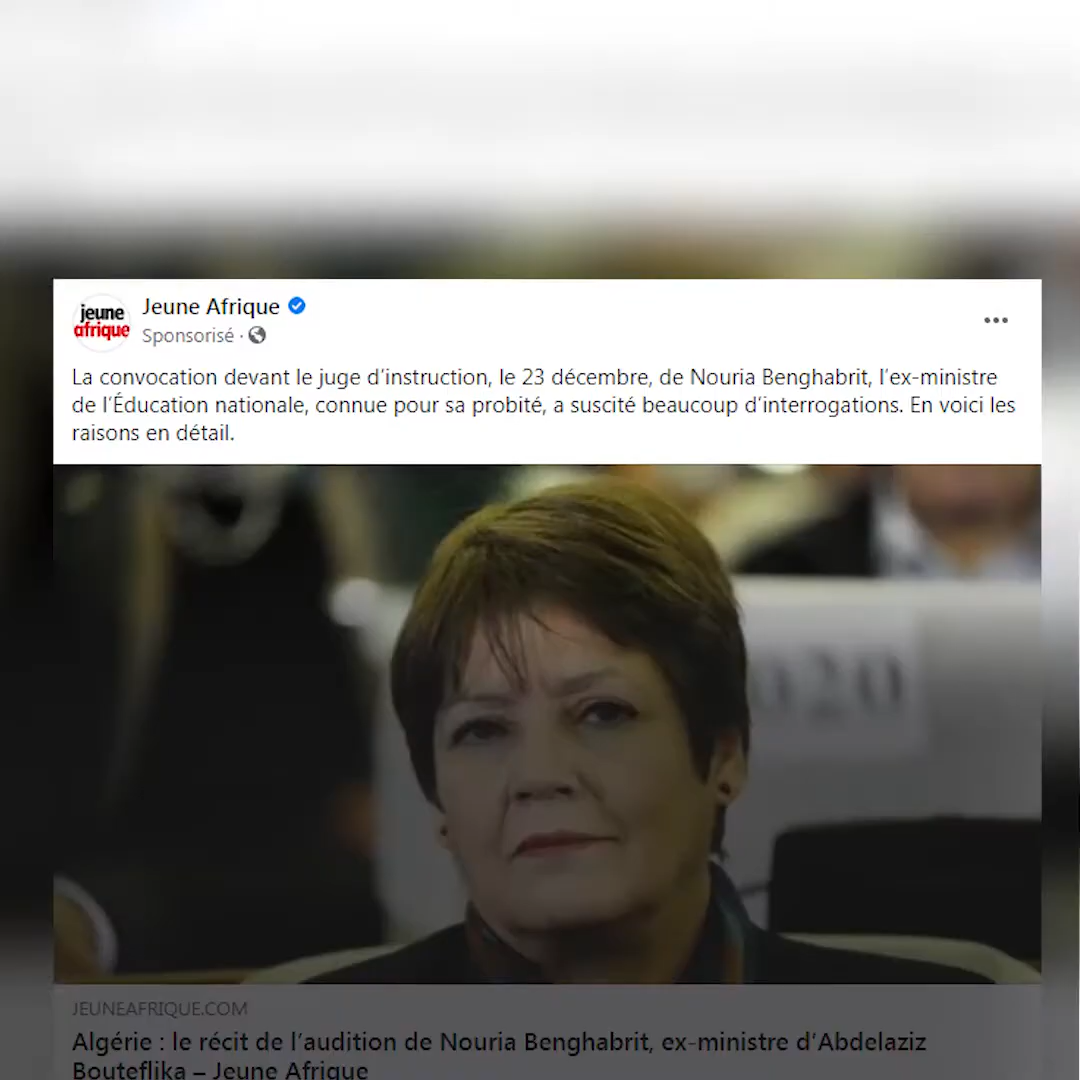 jeune
afrique
Jeune Afrique
Sponsorisé ·
La convocation devant le juge d'instruction, le 23 décembre, de Nouria Benghabrit, l'ex-ministre
de l'Éducation nationale, connue pour sa probité, a suscité beaucoup d'interrogations. En voici les
raisons en détail.
020
JEUNEAFRIQUE.COM
Algérie : le récit de l'audition de Nouria Benghabrit, ex-ministre d'Abdelaziz
Bouteflika – Jeune Afrique